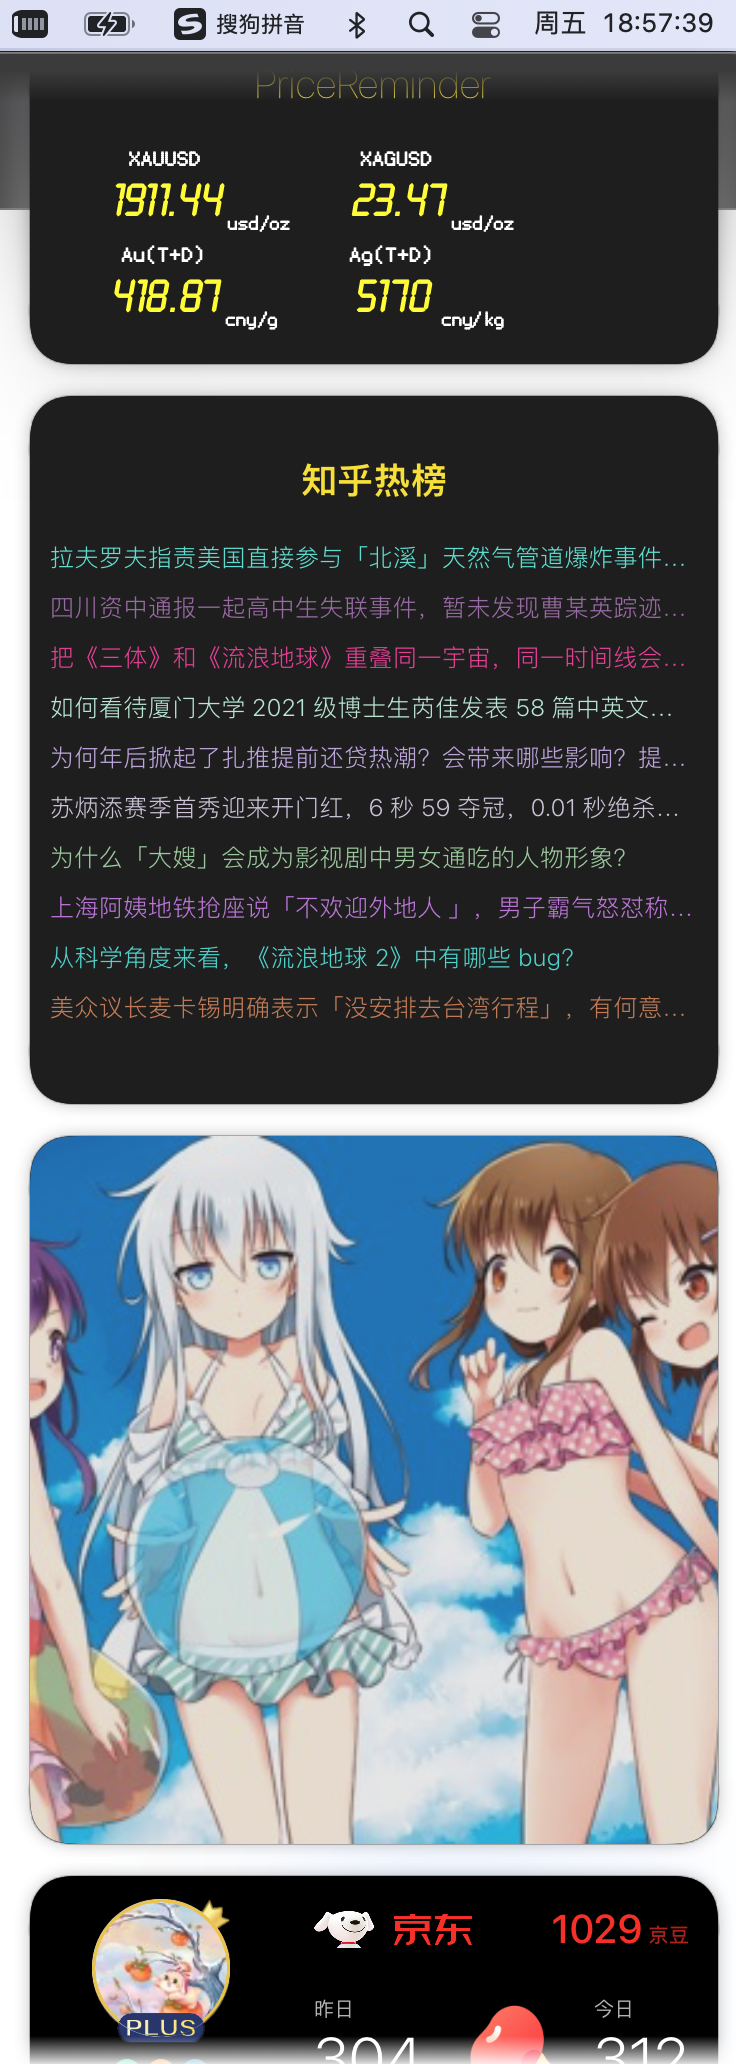 搜狗拼音 周五 18:57:39
PriceReminder
XAUUSD XAGUSD
1911.44 usd/oz 23.47 usd/oz
Au(T+D) Ag(T+D)
418.87 cny/g 5170 cny/kg
知乎热榜
拉夫罗夫指责美国直接参与「北溪」天然气管道爆炸事件...
四川资中通报一起高中生失联事件，暂未发现曹某英踪迹...
把《三体》和《流浪地球》重叠同一宇宙，同一时间线会...
如何看待厦门大学 2021 级博士生芮佳发表 58 篇中英文...
为何年后掀起了扎推提前还贷热潮？会带来哪些影响？提...
苏炳添赛季首秀迎来开门红，6 秒 59 夺冠，0.01 秒绝杀...
为什么「大嫂」会成为影视剧中男女通吃的人物形象？
上海阿姨地铁抢座说「不欢迎外地人 」，男子霸气怒怼称...
从科学角度来看，《流浪地球 2》中有哪些 bug？
美众议长麦卡锡明确表示「没安排去台湾行程」，有何意...
京东 1029 京豆
昨日 今日
PLUS
304 312